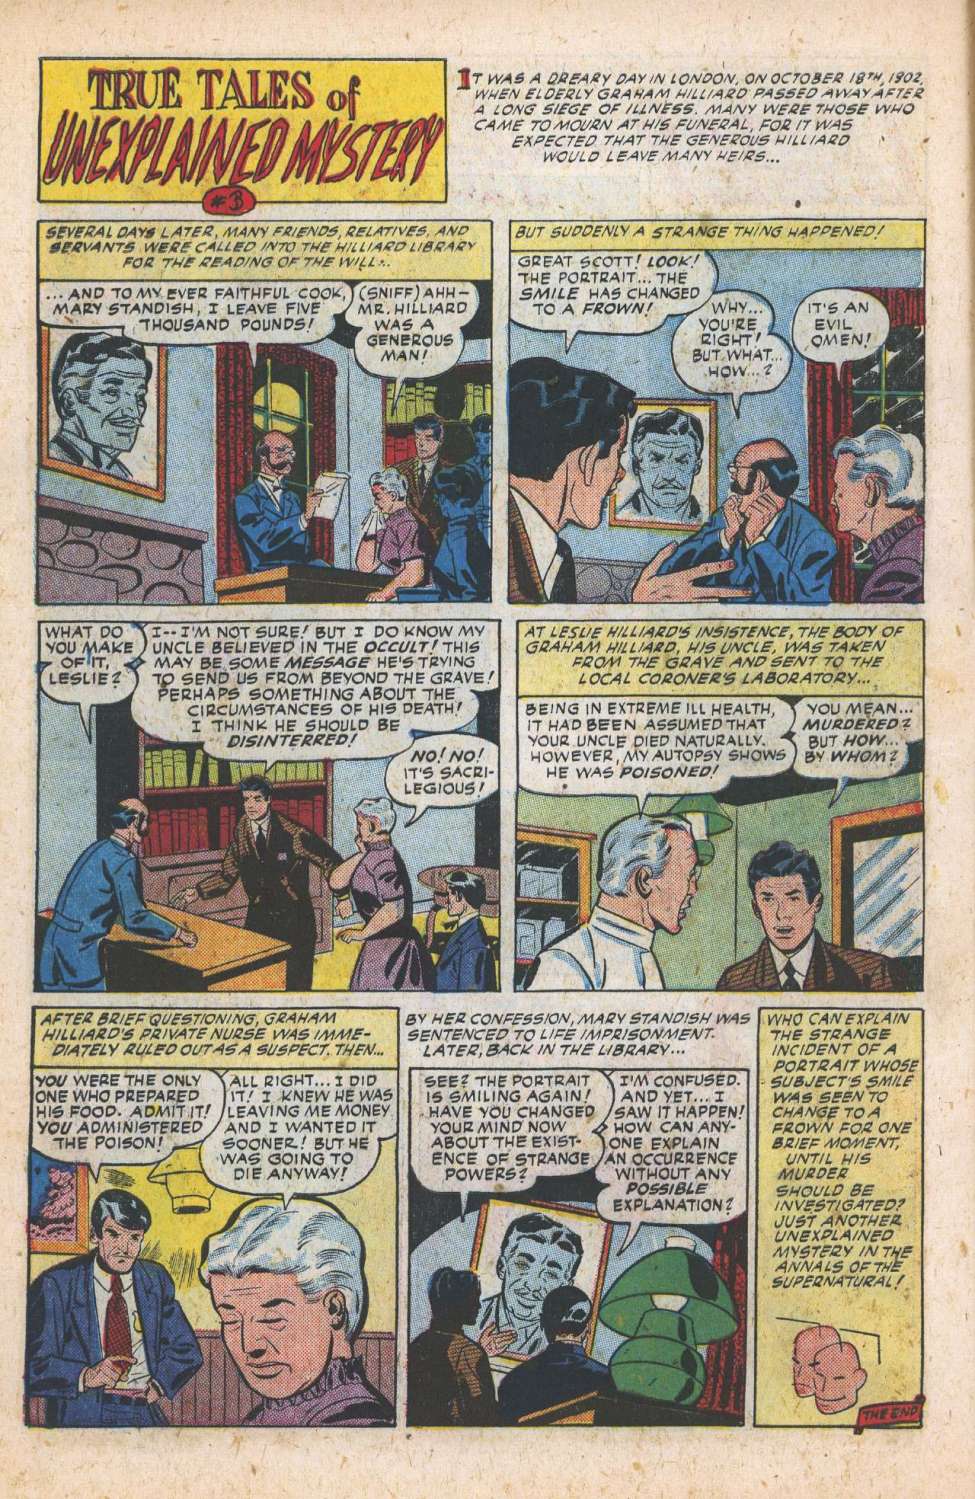 TRUE TALES of
UNEXPLAINED MYSTERY
#3
IT WAS A DREARY DAY IN LONDON, ON OCTOBER 18TH, 1902,
WHEN ELDERLY GRAHAM HILLIARD PASSED AWAY AFTER
A LONG SIEGE OF ILLNESS. MANY WERE THOSE WHO
CAME TO MOURN AT HIS FUNERAL, FOR IT WAS
EXPECTED THAT THE GENEROUS HILLIARD
WOULD LEAVE MANY HEIRS...
SEVERAL DAYS LATER, MANY FRIENDS, RELATIVES, AND
SERVANTS WERE CALLED INTO THE HILLIARD LIBRARY
FOR THE READING OF THE WILL...
... AND TO MY EVER FAITHFUL COOK,
MARY STANDISH, I LEAVE FIVE
THOUSAND POUNDS!
(SNIFF) AHH-
MR. HILLIARD
WAS A
GENEROUS
MAN!
BUT SUDDENLY A STRANGE THING HAPPENED!
GREAT SCOTT! LOOK!
THE PORTRAIT... THE
SMILE HAS CHANGED
TO A FROWN!
WHY...
YOU'RE
RIGHT!
BUT WHAT...
HOW...?
IT'S AN
EVIL
OMEN!
WHAT DO
YOU MAKE
OF IT,
LESLIE?
I-- I'M NOT SURE! BUT I DO KNOW MY
UNCLE BELIEVED IN THE OCCULT! THIS
MAY BE SOME MESSAGE HE'S TRYING
TO SEND US FROM BEYOND THE GRAVE!
PERHAPS SOMETHING ABOUT THE
CIRCUMSTANCES OF HIS DEATH!
I THINK HE SHOULD BE
DISINTERRED!
NO! NO!
IT'S SACRI-
LEGIOUS!
AT LESLIE HILLIARD'S INSISTENCE, THE BODY OF
GRAHAM HILLIARD, HIS UNCLE, WAS TAKEN
FROM THE GRAVE AND SENT TO THE
LOCAL CORONER'S LABORATORY...
BEING IN EXTREME ILL HEALTH,
IT HAD BEEN ASSUMED THAT
YOUR UNCLE DIED NATURALLY.
HOWEVER, MY AUTOPSY SHOWS
HE WAS POISONED!
YOU MEAN...
MURDERED?
BUT HOW...
BY WHOM?
AFTER BRIEF QUESTIONING, GRAHAM
HILLIARD'S PRIVATE NURSE WAS IMME-
DIATELY RULED OUT AS A SUSPECT. THEN...
YOU WERE THE ONLY
ONE WHO PREPARED
HIS FOOD. ADMIT IT!
YOU ADMINISTERED
THE POISON!
ALL RIGHT... I DID
IT! I KNEW HE WAS
LEAVING ME MONEY
AND I WANTED IT
SOONER! BUT HE
WAS GOING TO
DIE ANYWAY!
BY HER CONFESSION, MARY STANDISH WAS
SENTENCED TO LIFE IMPRISONMENT.
LATER, BACK IN THE LIBRARY...
SEE? THE PORTRAIT
IS SMILING AGAIN!
HAVE YOU CHANGED
YOUR MIND NOW
ABOUT THE EXIST-
ENCE OF STRANGE
POWERS?
I'M CONFUSED.
AND YET... I
SAW IT HAPPEN!
HOW CAN ANY-
ONE EXPLAIN
AN OCCURRENCE
WITHOUT ANY
POSSIBLE
EXPLANATION?
WHO CAN EXPLAIN
THE STRANGE
INCIDENT OF A
PORTRAIT WHOSE
SUBJECT'S SMILE
WAS SEEN TO
CHANGE TO A
FROWN FOR ONE
BRIEF MOMENT,
UNTIL HIS
MURDER
SHOULD BE
INVESTIGATED?
JUST ANOTHER
UNEXPLAINED
MYSTERY IN THE
ANNALS OF THE
SUPERNATURAL!
THE END